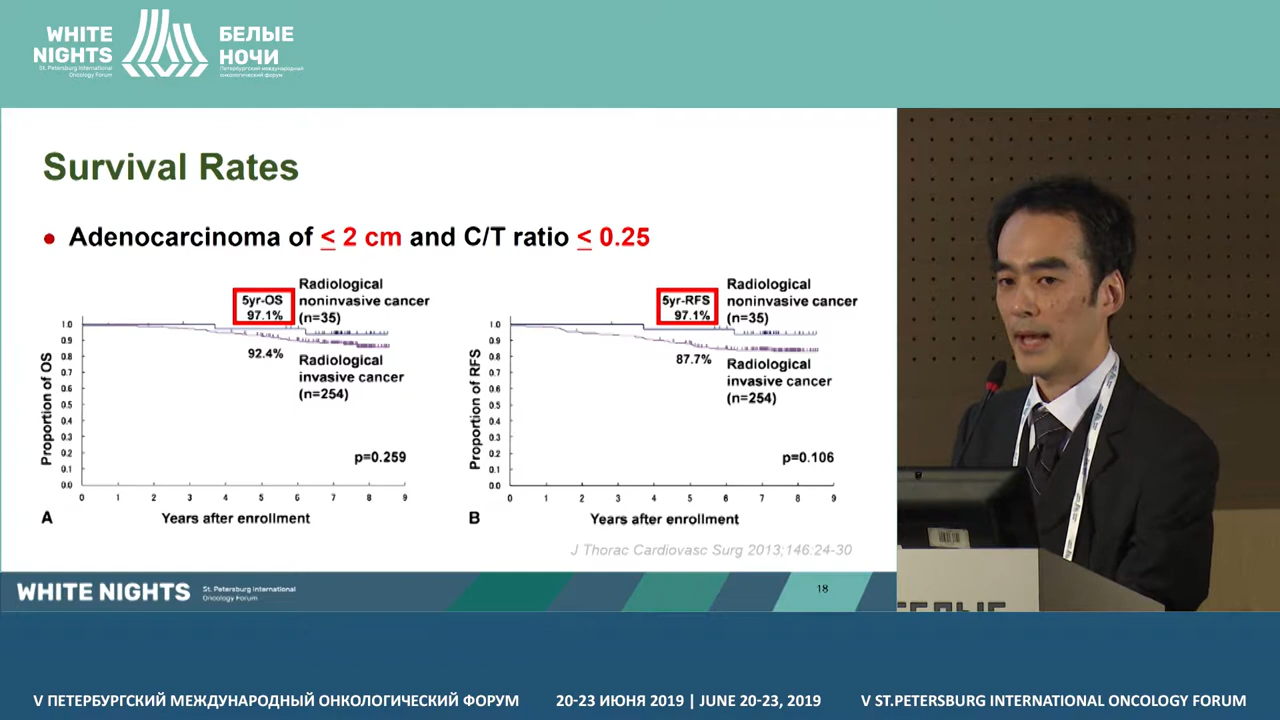 WHITE
NIGHTS
St. Petersburg International
Oncology Forum
БЕЛЫЕ
НОЧИ
Петербургский международный
онкологический форум
Survival Rates
• Adenocarcinoma of ≤ 2 cm and C/T ratio ≤ 0.25
5yr-OS
97.1%
Radiological
noninvasive cancer
(n=35)
92.4%
Radiological
invasive cancer
(n=254)
p=0.259
Proportion of OS
1.0
0.9
0.8
0.7
0.6
0.5
0.4
0.3
0.2
0.1
0.0
0 1 2 3 4 5 6 7 8 9
A
Years after enrollment
5yr-RFS
97.1%
Radiological
noninvasive cancer
(n=35)
87.7%
Radiological
invasive cancer
(n=254)
p=0.106
Proportion of RFS
1.0
0.9
0.8
0.7
0.6
0.5
0.4
0.3
0.2
0.1
0.0
0 1 2 3 4 5 6 7 8 9
B
Years after enrollment
J Thorac Cardiovasc Surg 2013;146:24-30
WHITE NIGHTS
St. Petersburg International
Oncology Forum
18
БЕЛЫЕ
V ПЕТЕРБУРГСКИЙ МЕЖДУНАРОДНЫЙ ОНКОЛОГИЧЕСКИЙ ФОРУМ
20-23 ИЮНЯ 2019 | JUNE 20-23, 2019
V ST.PETERSBURG INTERNATIONAL ONCOLOGY FORUM